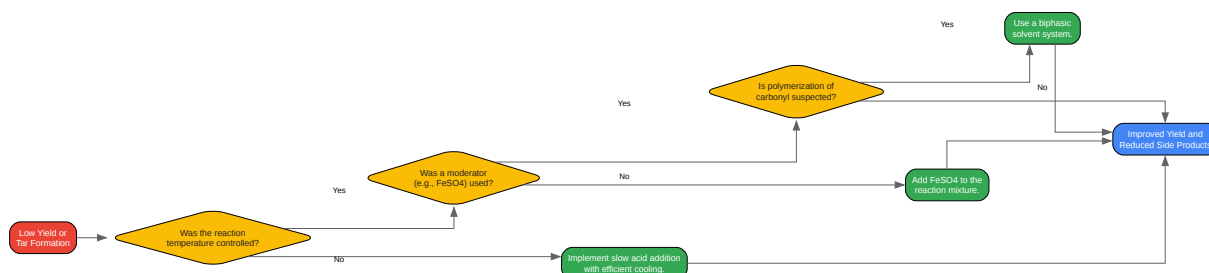 Yes
Use a biphasic
solvent system.
Is polymerization of
carbonyl suspected?
No
Yes
Improved Yield and
Reduced Side Products
Was a moderator
(e.g., FeSO4) used?
No
Add FeSO4 to the
reaction mixture.
Yes
Low Yield or
Tar Formation
Was the reaction
temperature controlled?
No
Implement slow acid addition
with efficient cooling.